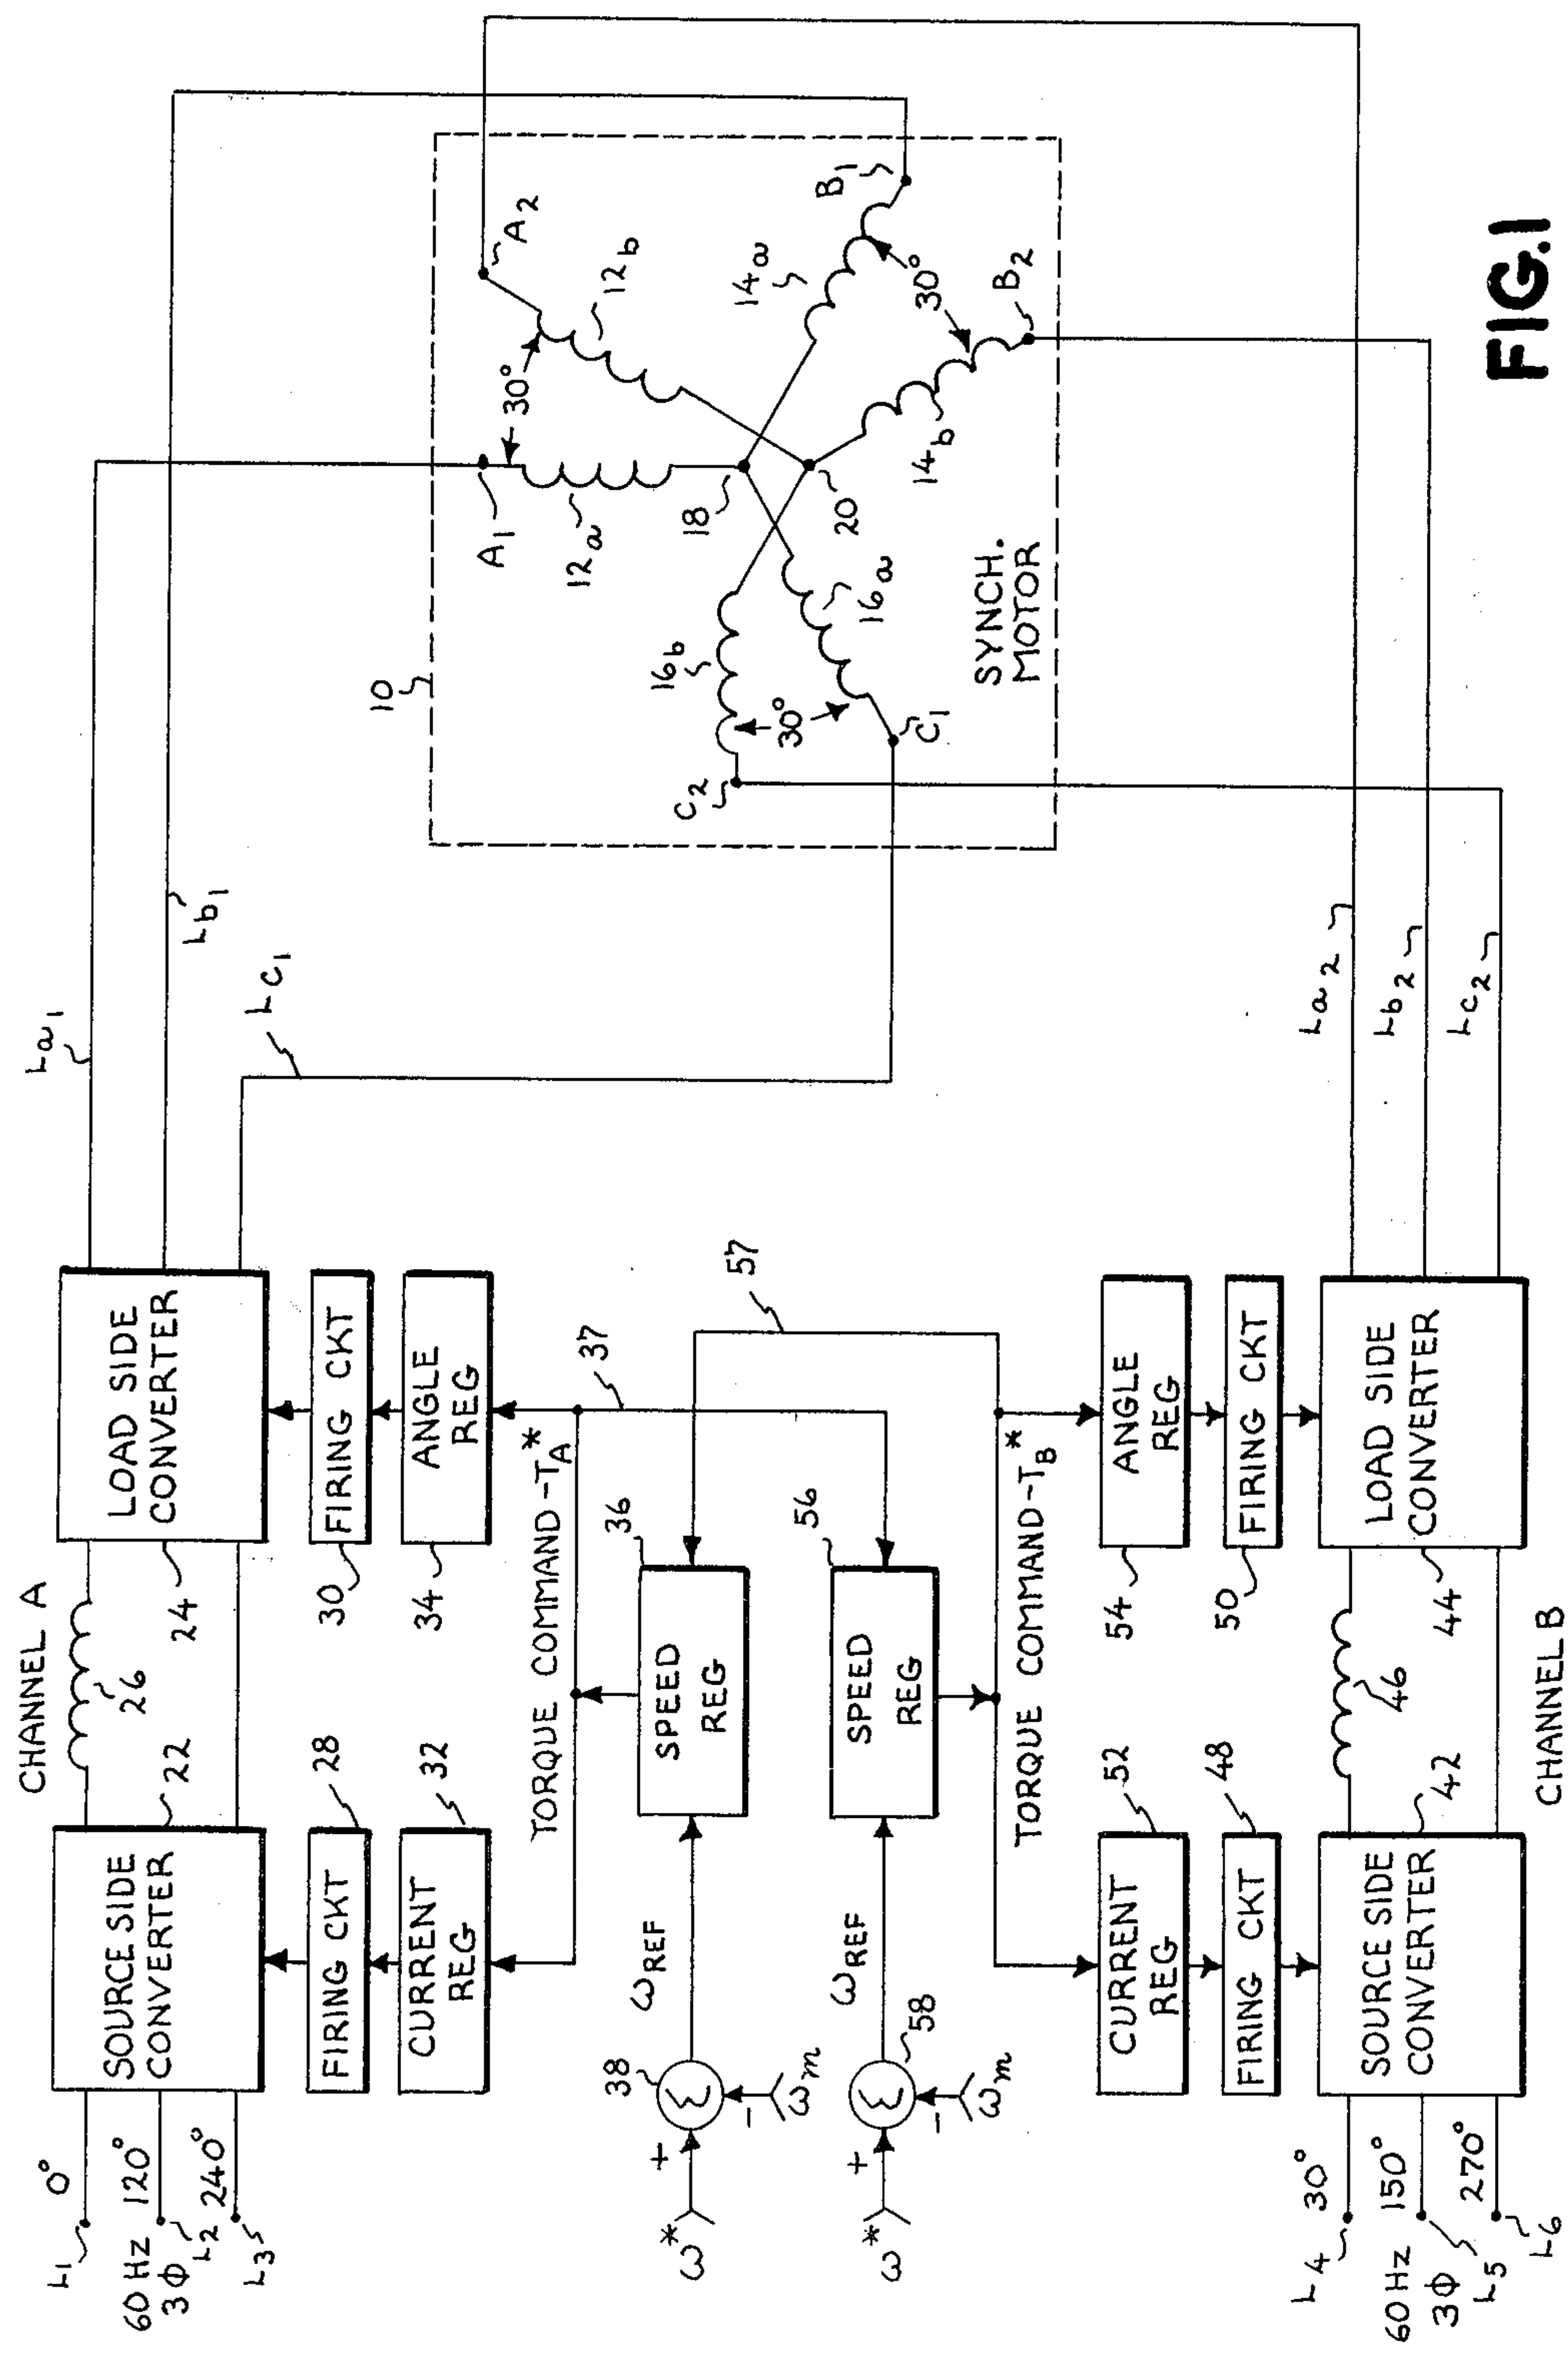 CHANNEL A
L1
0°
60 Hz 120°
3Φ
L2
240°
L3
SOURCE SIDE
CONVERTER
22
26
24
LOAD SIDE
CONVERTER
La1
Lb1
Lc1
FIRING CKT
28
FIRING CKT
30
CURRENT
REG
32
ANGLE
REG
34
TORQUE COMMAND-TA*
37
57
ω*
+
Σ
38
-
ωm
ωREF
SPEED
REG
36
ω*
+
Σ
58
-
ωm
ωREF
SPEED
REG
56
TORQUE COMMAND-TB*
CURRENT
REG
52
ANGLE
REG
54
FIRING CKT
48
FIRING CKT
50
L4
30°
60 Hz 150°
3Φ
L5
270°
L6
SOURCE SIDE
CONVERTER
42
46
44
LOAD SIDE
CONVERTER
CHANNEL B
La2
Lb2
Lc2
10
A1
12a
30°
A2
12b
18
14a
B1
30°
B2
14b
20
16a
16b
30°
C1
C2
SYNCH.
MOTOR
FIG.1